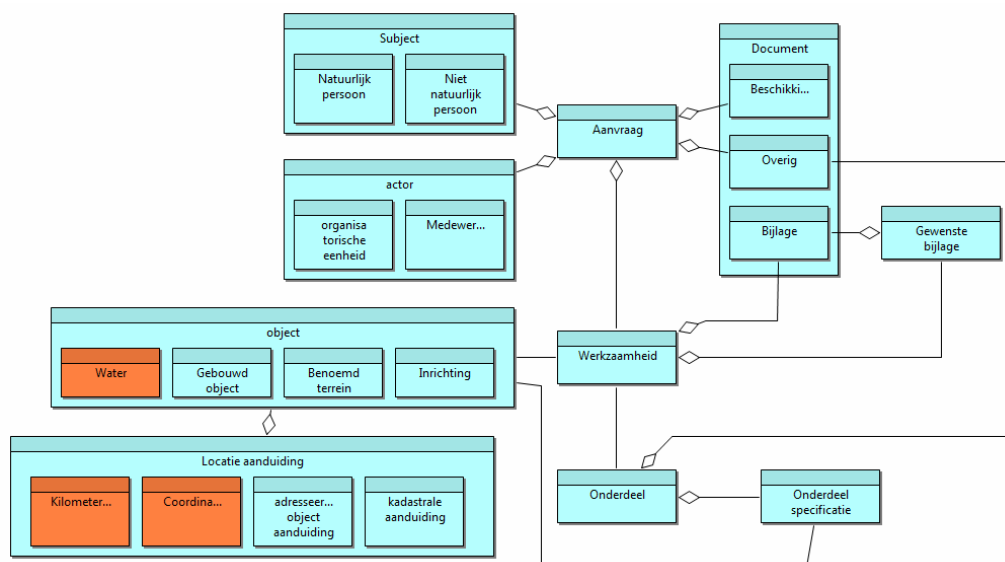 Subject
Natuurlijk
persoon
Niet
natuurlijk
persoon
Document
Beschikki...
Overig
Bijlage
Aanvraag
actor
organisa
torische
eenheid
Medewer...
Gewenste
bijlage
object
Water
Gebouwd
object
Benoemd
terrein
Inrichting
Werkzaamheid
Locatie aanduiding
Kilometer...
Coordina...
adresseer...
object
aanduiding
kadastrale
aanduiding
Onderdeel
Onderdeel
specificatie